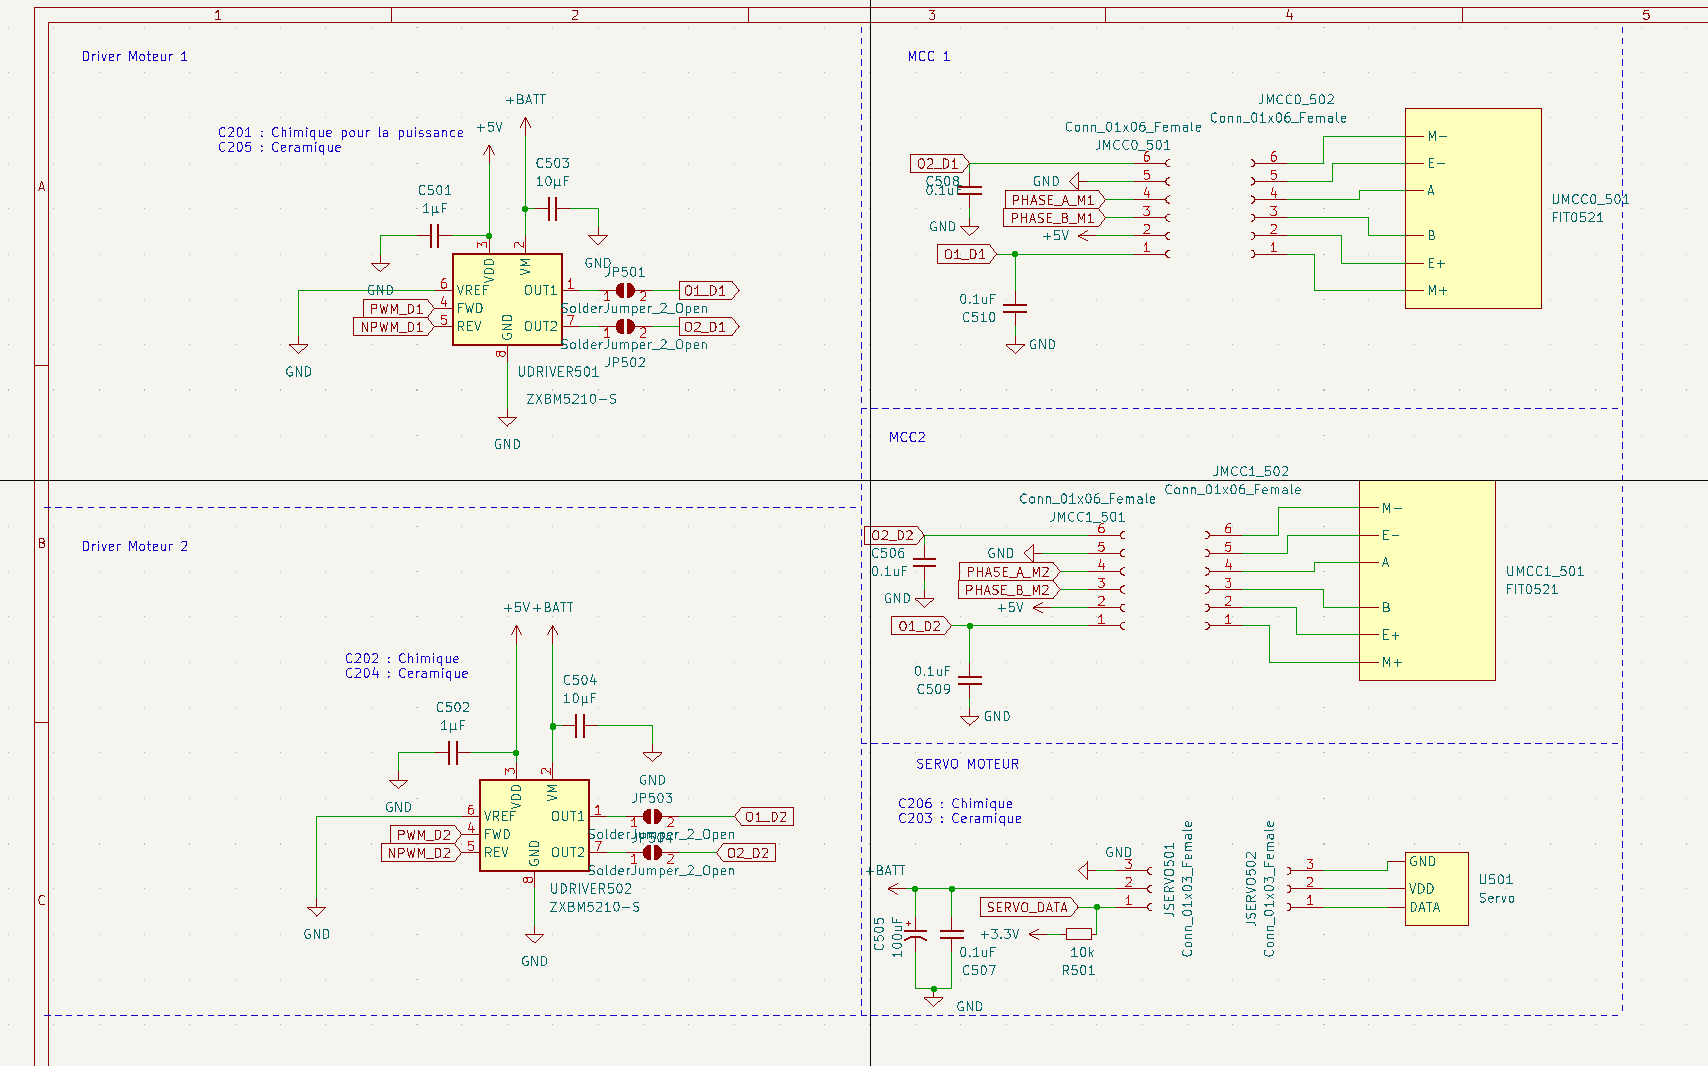 1 2 3 4 5
A
B
C
Driver Moteur 1
+BATT
+5V
C201 : Chimique pour la puissance
C205 : Ceramique
C503
10µF
C501
1µF
GND
GND
3 2
VDD VM
6 VREF
4 FWD
5 REV
GND
8
OUT1 1
OUT2 7
PWM_D1
NPWM_D1
JP501
1 2
SolderJumper_2_Open
O1_D1
1 2
SolderJumper_2_Open
JP502
O2_D1
UDRIVER501
ZXBM5210-S
GND
GND
Driver Moteur 2
+5V +BATT
C202 : Chimique
C204 : Ceramique
C504
10µF
C502
1µF
GND
GND
3 2
VDD VM
6 VREF
4 FWD
5 REV
GND
8
OUT1 1
OUT2 7
PWM_D2
NPWM_D2
JP503
1 2
SolderJumper_2_Open
O1_D2
JP504
1 2
SolderJumper_2_Open
O2_D2
UDRIVER502
ZXBM5210-S
GND
GND
MCC 1
JMCC0_502
Conn_01x06_Female
Conn_01x06_Female
JMCC0_501
O2_D1
C508
0.1uF
GND
GND
PHASE_A_M1
PHASE_B_M1
+5V
O1_D1
6
5
4
3
2
1
6
5
4
3
2
1
M-
E-
A
B
E+
M+
UMCC0_501
FIT0521
0.1uF
C510
GND
MCC2
JMCC1_502
Conn_01x06_Female
Conn_01x06_Female
JMCC1_501
O2_D2
C506
0.1uF
GND
GND
PHASE_A_M2
PHASE_B_M2
+5V
O1_D2
6
5
4
3
2
1
6
5
4
3
2
1
M-
E-
A
B
E+
M+
UMCC1_501
FIT0521
0.1uF
C509
GND
SERVO MOTEUR
C206 : Chimique
C203 : Ceramique
+BATT
GND
SERVO_DATA
+3.3V
10k
R501
C505
100uF
+
0.1uF
C507
GND
3
2
1
JSERVO501
Conn_01x03_Female
JSERVO502
Conn_01x03_Female
3
2
1
GND
VDD
DATA
U501
Servo